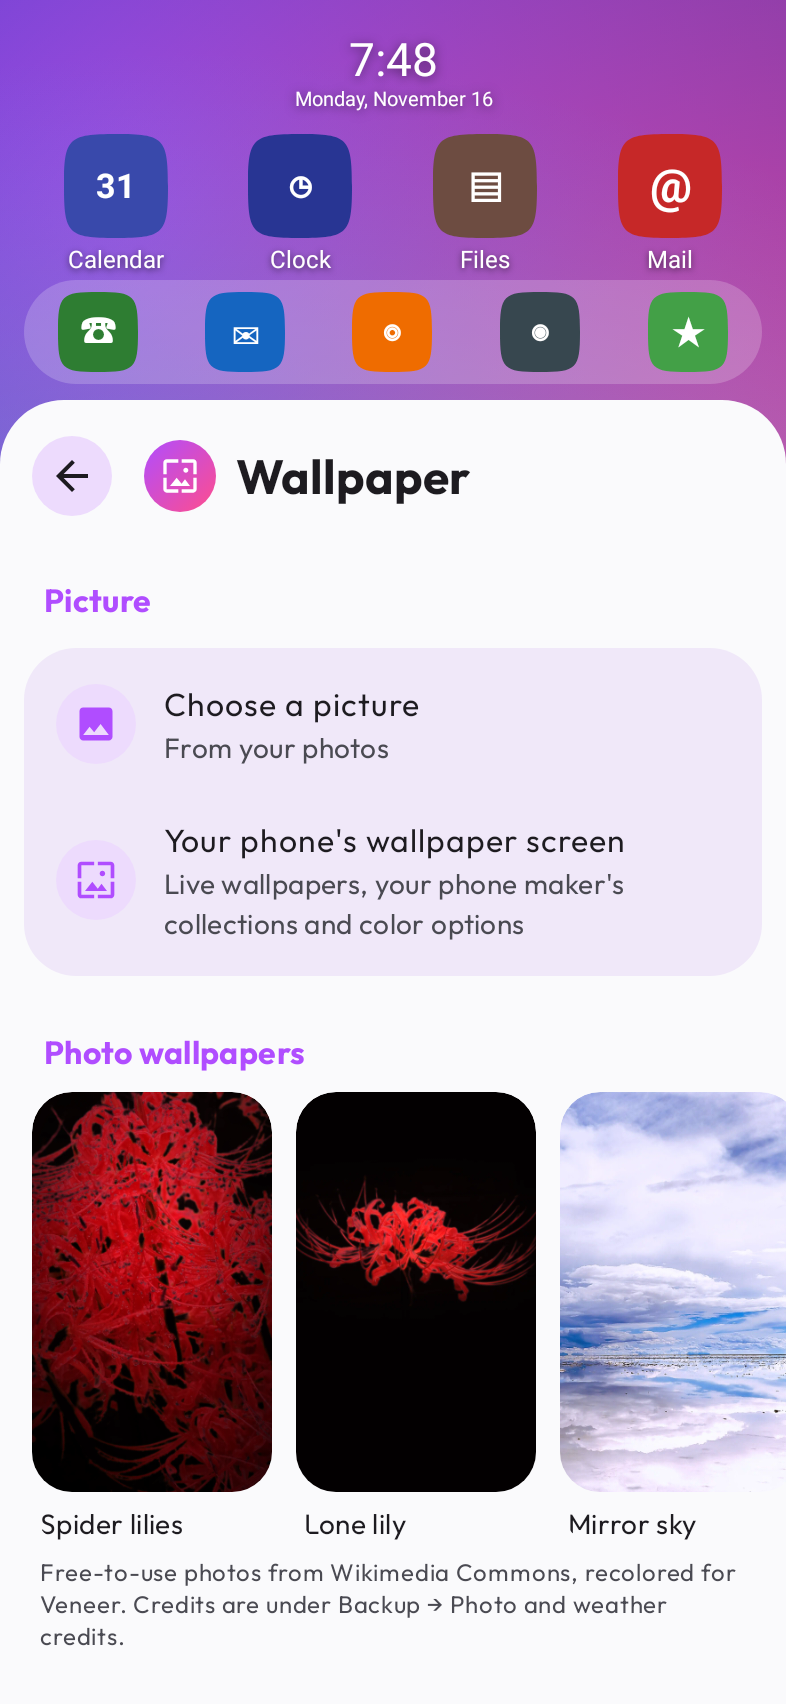 7:48
Monday, November 16
31
@
Calendar
Clock
Files
Mail
Wallpaper
Picture
Choose a picture
From your photos
Your phone's wallpaper screen
Live wallpapers, your phone maker's
collections and color options
Photo wallpapers
Spider lilies
Lone lily
Mirror sky
Free-to-use photos from Wikimedia Commons, recolored for
Veneer. Credits are under Backup → Photo and weather
credits.